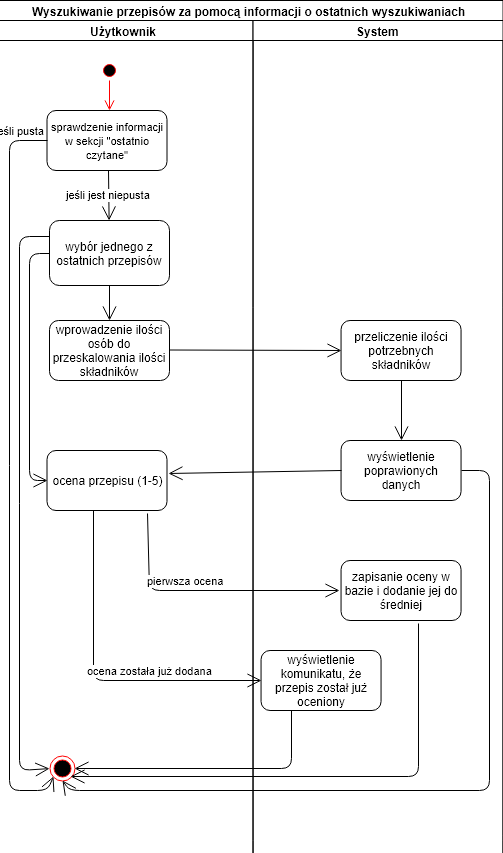 Wyszukiwanie przepisów za pomocą informacji o ostatnich wyszukiwaniach
Użytkownik
System
sprawdzenie informacji
w sekcji "ostatnio
czytane"
eśli pusta
jeśli jest niepusta
wybór jednego z
ostatnich przepisów
wprowadzenie ilości
osób do
przeskalowania ilości
składników
przeliczenie ilości
potrzebnych
składników
ocena przepisu (1-5)
wyświetlenie
poprawionych
danych
pierwsza ocena
zapisanie oceny w
bazie i dodanie jej do
średniej
ocena została już dodana
wyświetlenie
komunikatu, że
przepis został już
oceniony